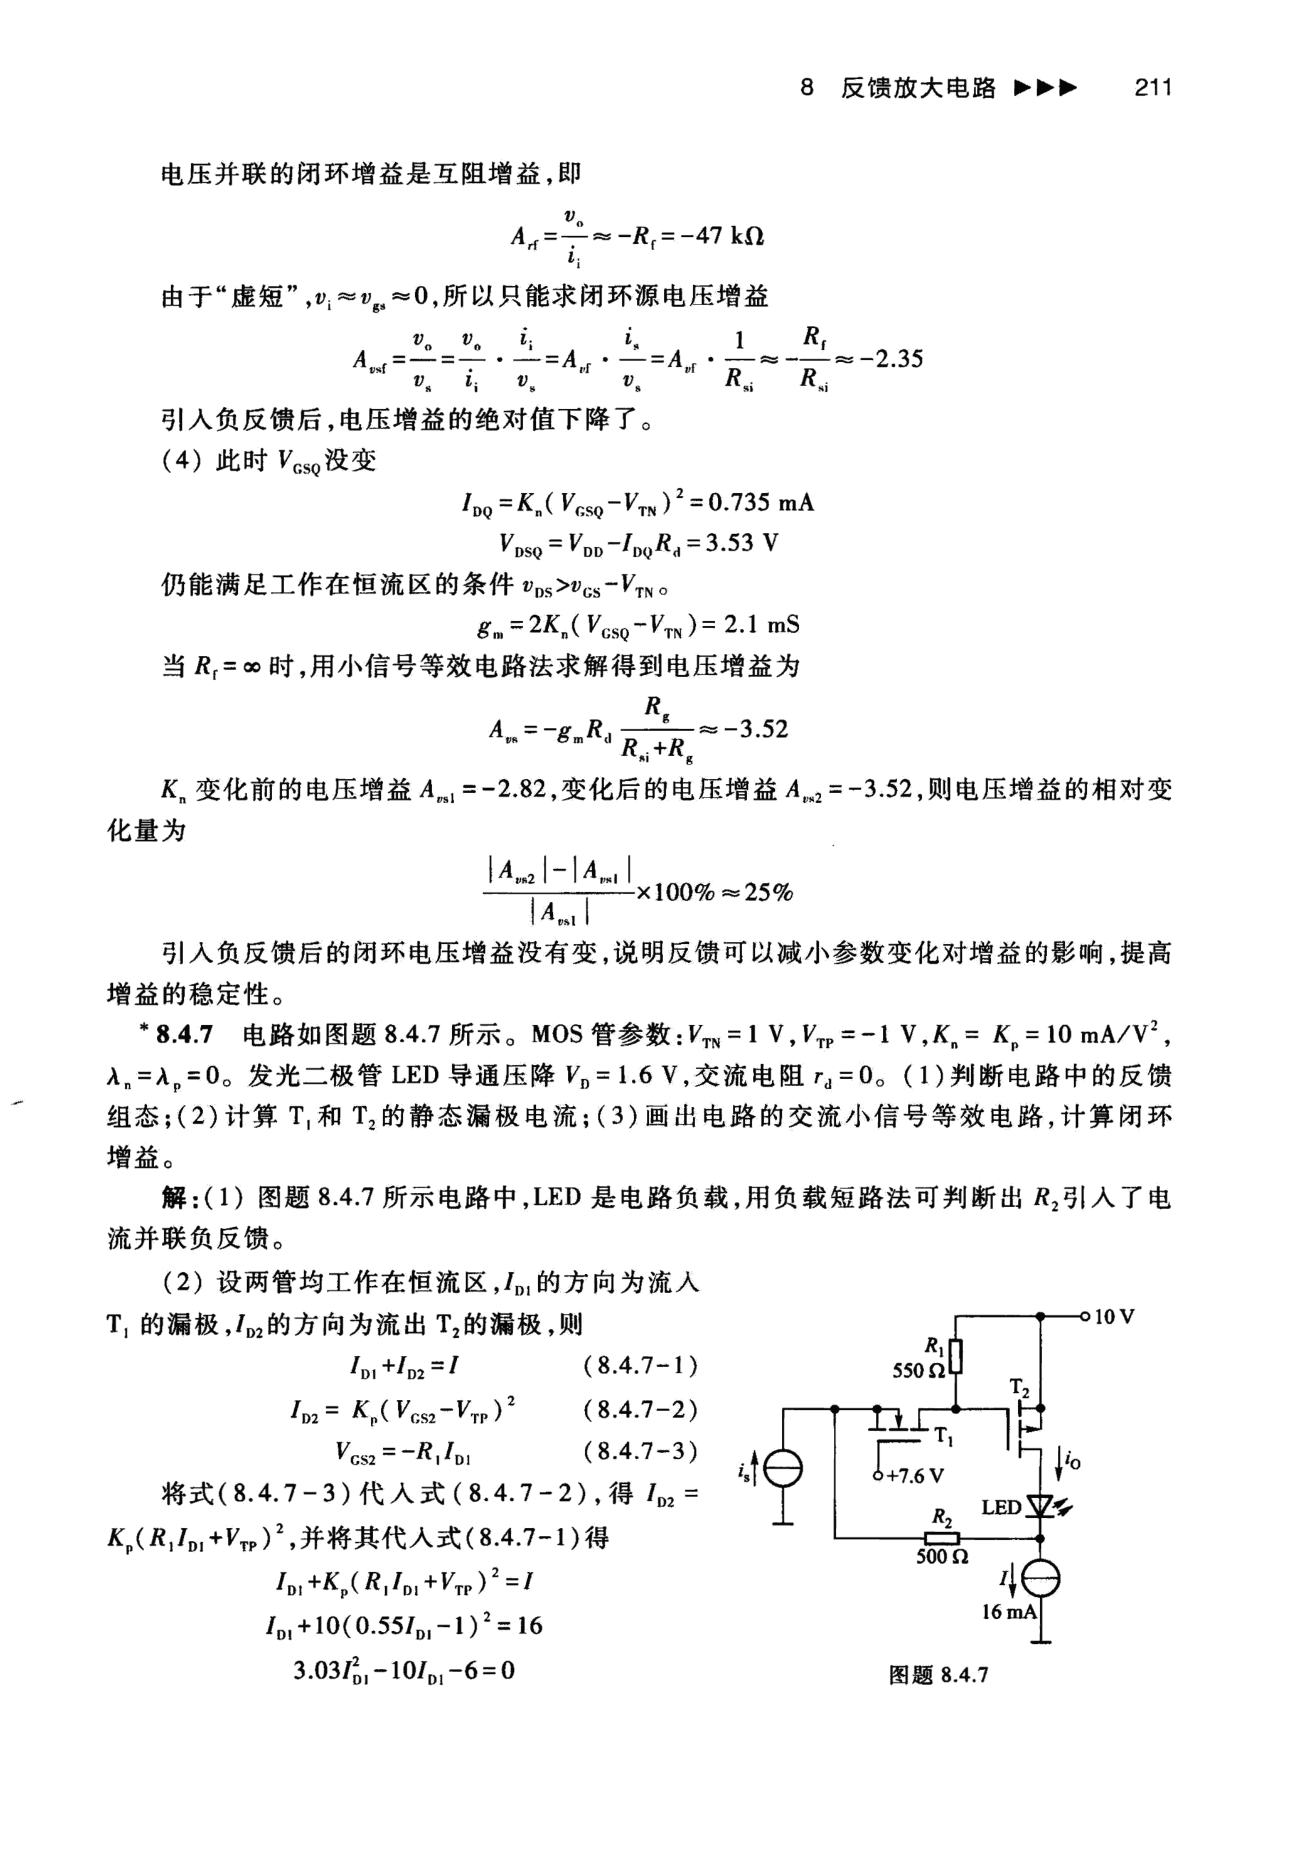 8 反馈放大电路 ▶▶▶ 211
电压并联的闭环增益是互阻增益,即
A_rf = v_o / i_i ≈ -R_f = -47 kΩ
由于“虚短”,v_i ≈ v_gs ≈ 0,所以只能求闭环源电压增益
A_vsf = v_o / v_s = v_o / i_i · i_i / v_s = A_vf · i_s / v_s = A_vf · 1 / R_si ≈ - R_f / R_si ≈ -2.35
引入负反馈后,电压增益的绝对值下降了。
(4) 此时 V_GSQ 没变
I_DQ = K_n(V_GSQ - V_TN)² = 0.735 mA
V_DSQ = V_DD - I_DQ R_d = 3.53 V
仍能满足工作在恒流区的条件 v_DS > v_GS - V_TN。
g_m = 2K_n(V_GSQ - V_TN) = 2.1 mS
当 R_f = ∞ 时,用小信号等效电路法求解得到电压增益为
A_vs = -g_m R_d R_g / (R_si + R_g) ≈ -3.52
K_n 变化前的电压增益 A_vs1 = -2.82,变化后的电压增益 A_vs2 = -3.52,则电压增益的相对变
化量为
(|A_vs2| - |A_vs1|) / |A_vs1| × 100% ≈ 25%
引入负反馈后的闭环电压增益没有变,说明反馈可以减小参数变化对增益的影响,提高
增益的稳定性。
*8.4.7 电路如图题 8.4.7 所示。MOS 管参数:V_TN = 1 V, V_TP = -1 V, K_n = K_p = 10 mA/V²,
λ_n = λ_p = 0。发光二极管 LED 导通压降 V_D = 1.6 V,交流电阻 r_d = 0。(1)判断电路中的反馈
组态;(2)计算 T₁和 T₂的静态漏极电流;(3)画出电路的交流小信号等效电路,计算闭环
增益。
解:(1) 图题 8.4.7 所示电路中,LED 是电路负载,用负载短路法可判断出 R₂引入了电
流并联负反馈。
(2) 设两管均工作在恒流区,I_D1的方向为流入
T₁ 的漏极,I_D2的方向为流出 T₂的漏极,则
I_D1 + I_D2 = I (8.4.7-1)
I_D2 = K_p(V_GS2 - V_TP)² (8.4.7-2)
V_GS2 = -R₁I_D1 (8.4.7-3)
将式(8.4.7-3)代入式(8.4.7-2),得 I_D2 =
K_p(R₁I_D1 + V_TP)²,并将其代入式(8.4.7-1)得
I_D1 + K_p(R₁I_D1 + V_TP)² = I
I_D1 + 10(0.55I_D1 - 1)² = 16
3.03I²_D1 - 10I_D1 - 6 = 0
10 V
R₁
550 Ω
T₂
T₁
i_s
+7.6 V
i_O
LED
R₂
500 Ω
I
16 mA
图题 8.4.7